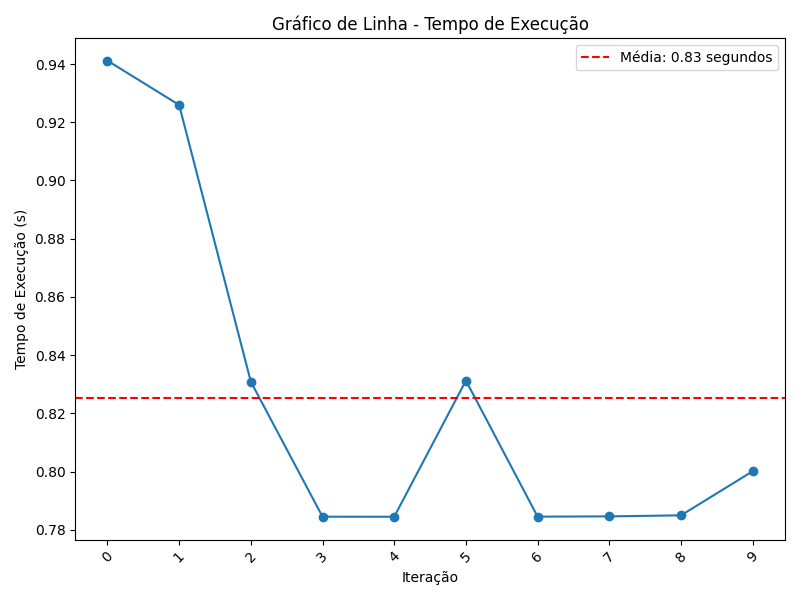 Gráfico de Linha - Tempo de Execução
Média: 0.83 segundos
Tempo de Execução (s)
0.94
0.92
0.90
0.88
0.86
0.84
0.82
0.80
0.78
0 1 2 3 4 5 6 7 8 9
Iteração